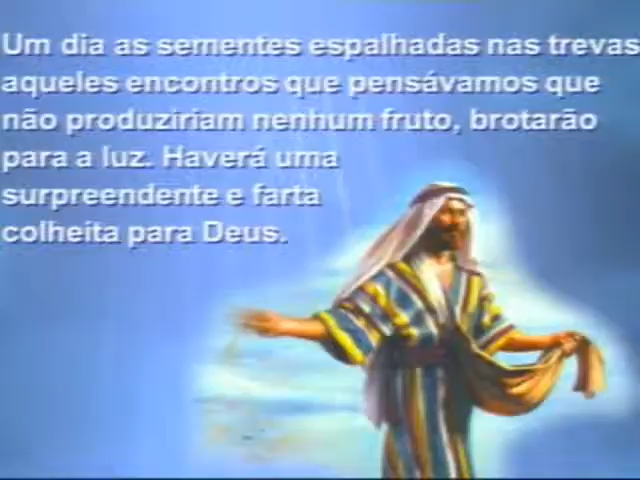 Um dia as sementes espalhadas nas trevas
aqueles encontros que pensávamos que
não produziriam nenhum fruto, brotarão
para a luz. Haverá uma
surpreendente e farta
colheita para Deus.